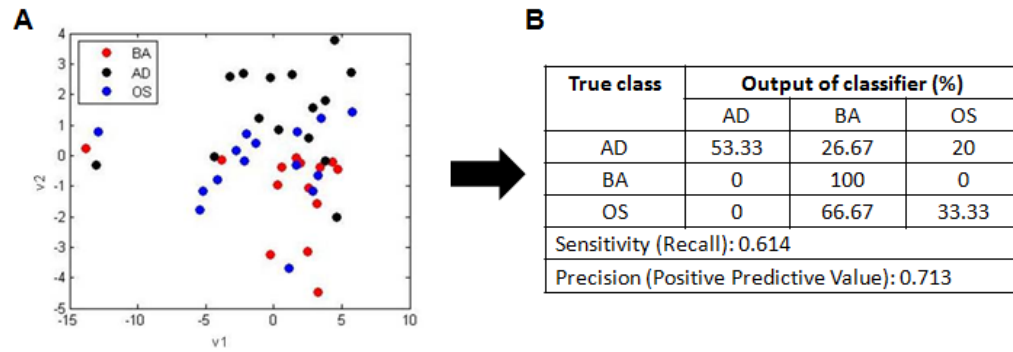 A
B
4
3
2
1
0
-1
-2
-3
-4
-5
v2
BA
AD
OS
-15 -10 -5 0 5 10
v1
True class Output of classifier (%)
AD BA OS
AD 53.33 26.67 20
BA 0 100 0
OS 0 66.67 33.33
Sensitivity (Recall): 0.614
Precision (Positive Predictive Value): 0.713